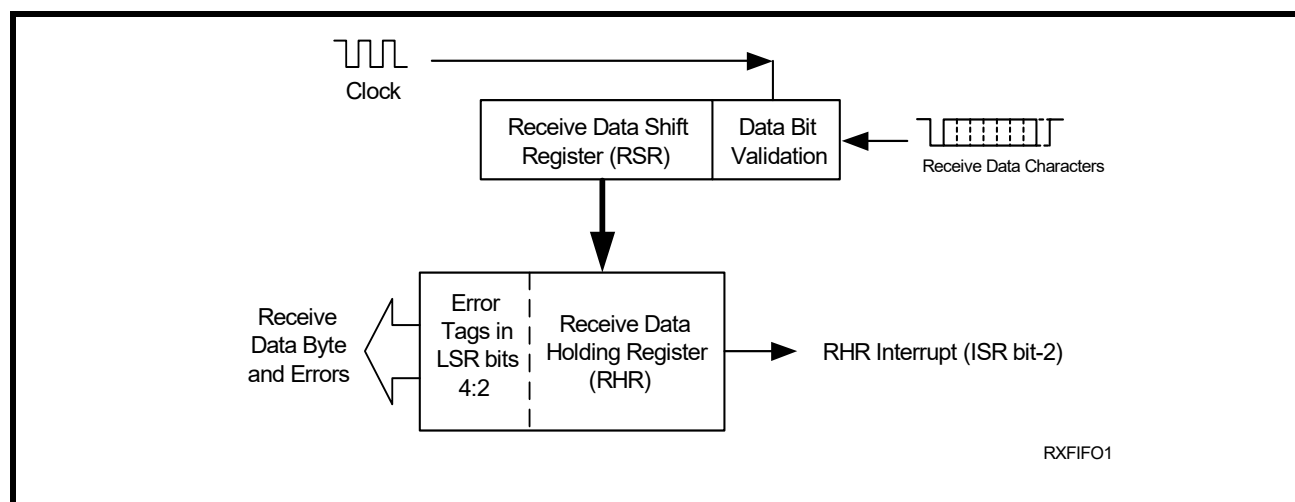 Clock
Receive Data Shift
Register (RSR)
Data Bit
Validation
Receive Data Characters
Receive
Data Byte
and Errors
Error
Tags in
LSR bits
4:2
Receive Data
Holding Register
(RHR)
RHR Interrupt (ISR bit-2)
RXFIFO1